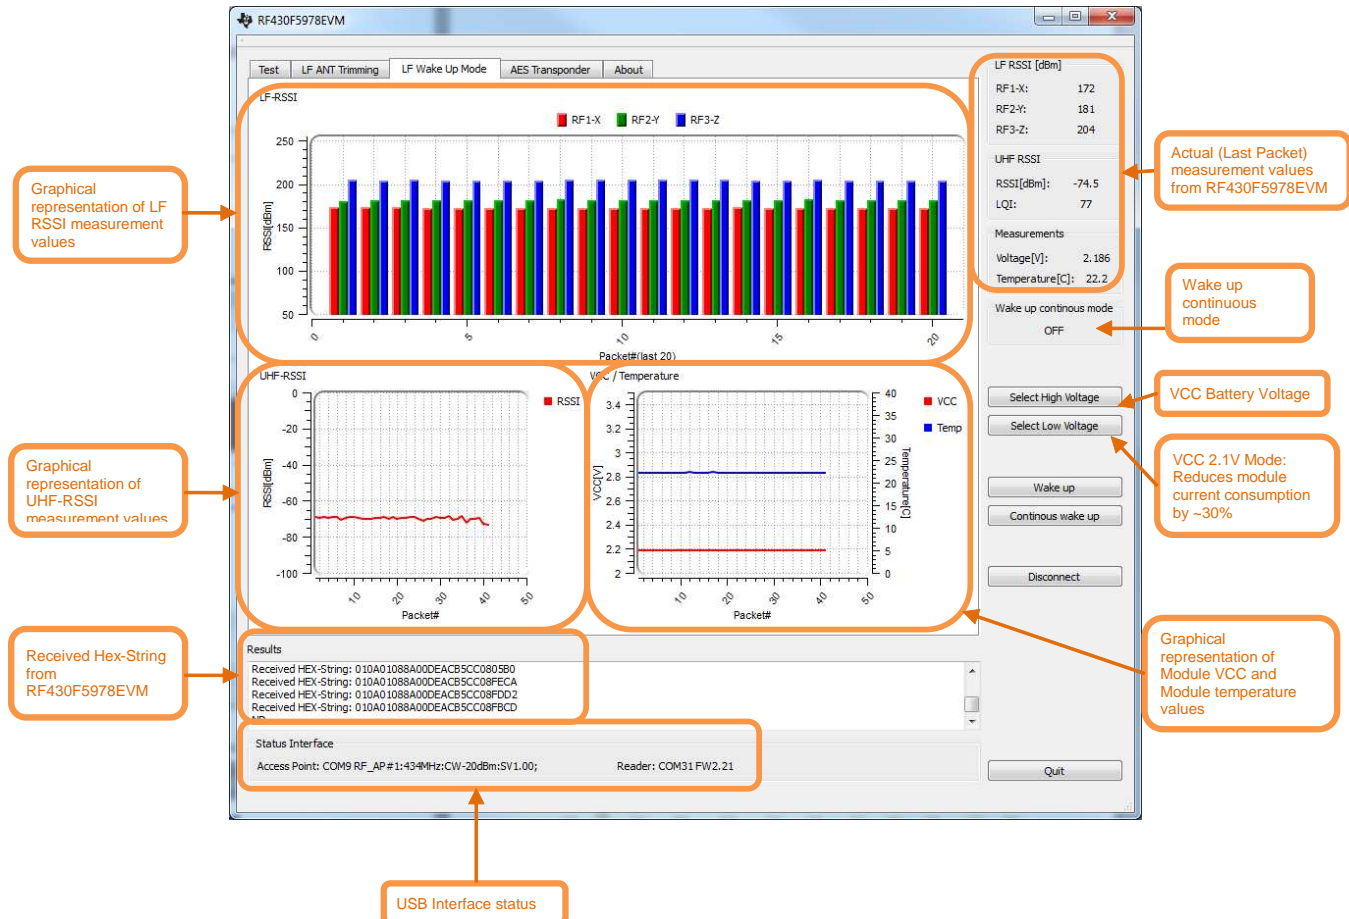 RF430F5978EVM
Test
LF ANT Trimming
LF Wake Up Mode
AES Transponder
About
LF-RSSI
RF1-X
RF2-Y
RF3-Z
250
200
150
100
50
RSSI[dBm]
0
5
10
15
20
Packet#(last 20)
LF RSSI [dBm]
RF1-X: 172
RF2-Y: 181
RF3-Z: 204
UHF RSSI
RSSI[dBm]: -74.5
LQI: 77
Measurements
Voltage[V]: 2.186
Temperature[C]: 22.2
Wake up continous mode
OFF
Select High Voltage
Select Low Voltage
Wake up
Continous wake up
Disconnect
Quit
UHF-RSSI
0
-20
-40
-60
-80
-100
RSSI[dBm]
RSSI
10
20
30
40
50
Packet#
VCC / Temperature
3.4
3.2
3
2.8
2.6
2.4
2.2
2
VCC[V]
VCC
Temp
40
35
30
25
20
15
10
5
0
Temperature[C]
10
20
30
40
50
Packet#
Results
Received HEX-String: 010A01088A00DEACB5CC0805B0
Received HEX-String: 010A01088A00DEACB5CC08FECA
Received HEX-String: 010A01088A00DEACB5CC08FDD2
Received HEX-String: 010A01088A00DEACB5CC08FBCD
Status Interface
Access Point: COM9 RF_AP#1:434MHz:CW-20dBm:SV1.00;
Reader: COM31 FW2.21
Graphical
representation of LF
RSSI measurement
values
Graphical
representation of
UHF-RSSI
measurement values
Received Hex-String
from
RF430F5978EVM
USB Interface status
Actual (Last Packet)
measurement values
from RF430F5978EVM
Wake up
continuous
mode
VCC Battery Voltage
VCC 2.1V Mode:
Reduces module
current consumption
by ~30%
Graphical
representation of
Module VCC and
Module temperature
values